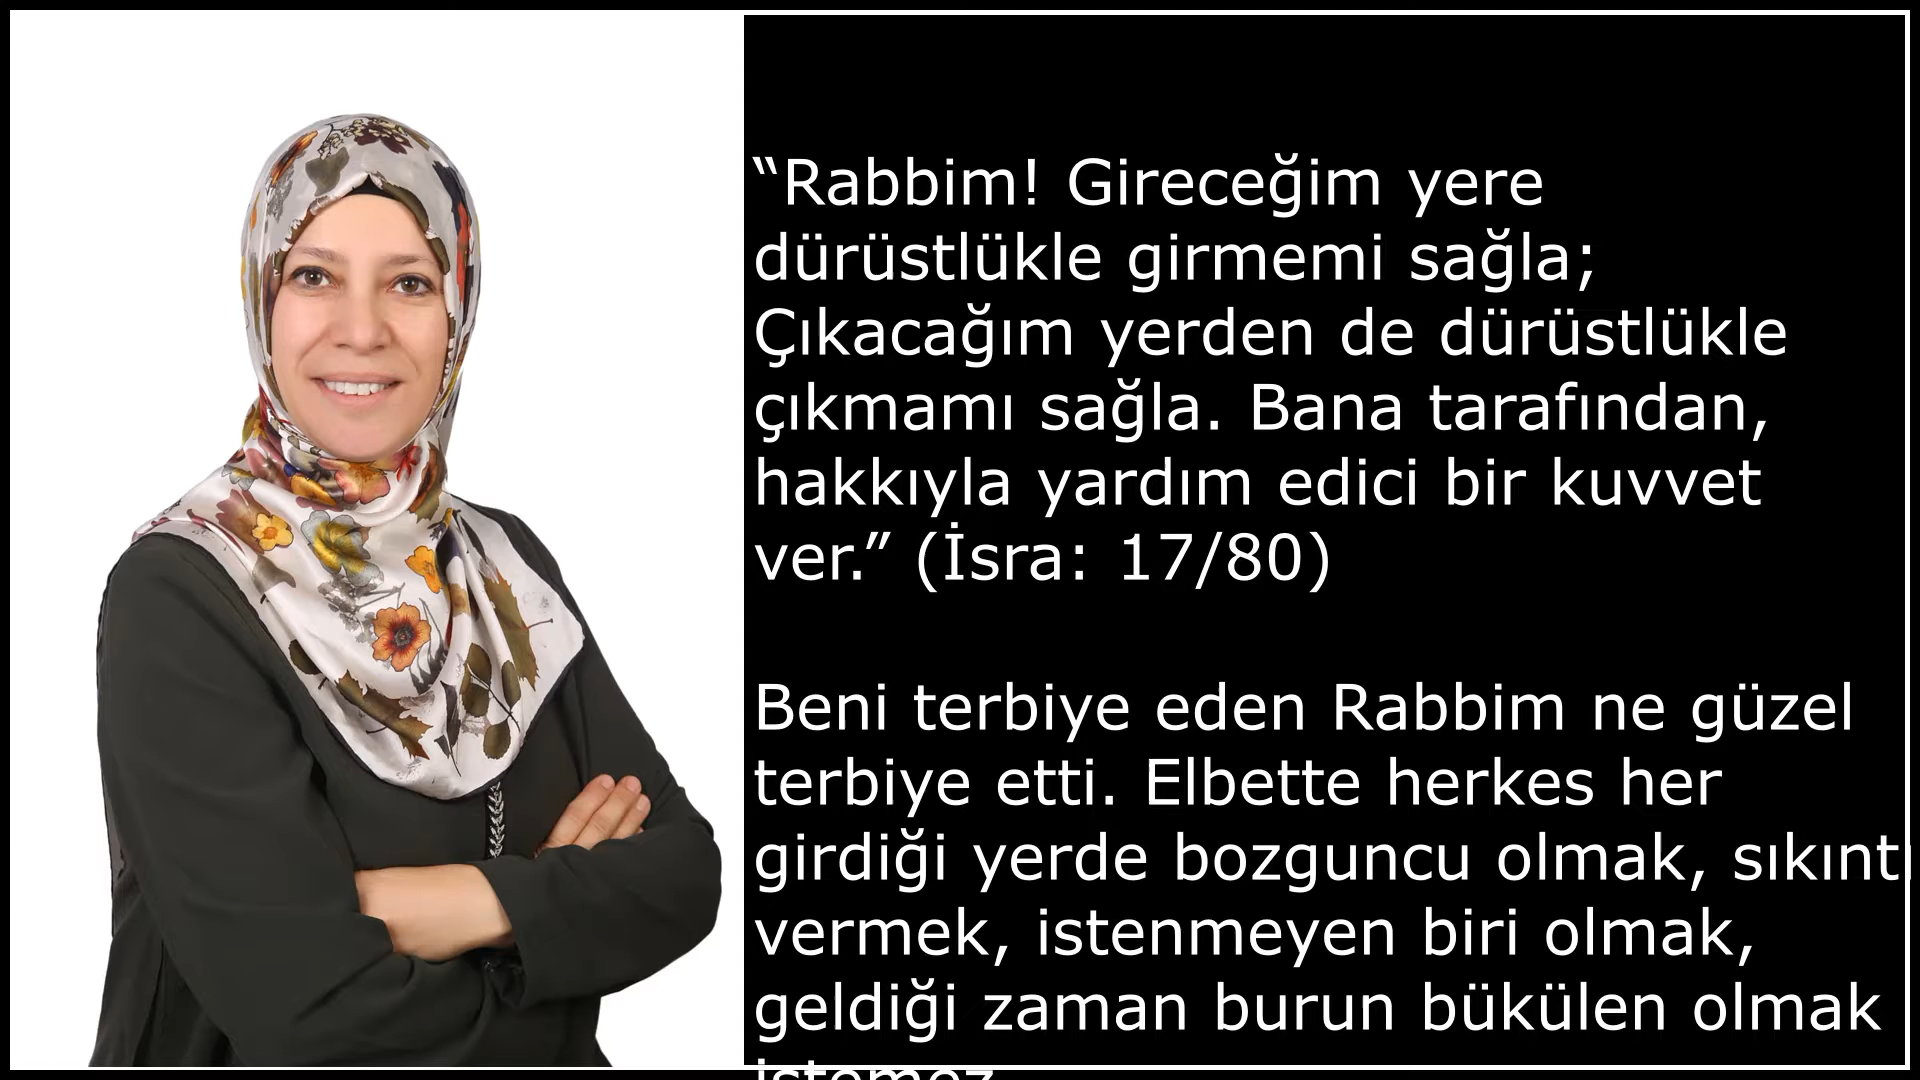 “Rabbim! Gireceğim yere
dürüstlükle girmemi sağla;
Çıkacağım yerden de dürüstlükle
çıkmamı sağla. Bana tarafından,
hakkıyla yardım edici bir kuvvet
ver.” (İsra: 17/80)
Beni terbiye eden Rabbim ne güzel
terbiye etti. Elbette herkes her
girdiği yerde bozguncu olmak, sıkıntı
vermek, istenmeyen biri olmak,
geldiği zaman burun bükülen olmak
istemez